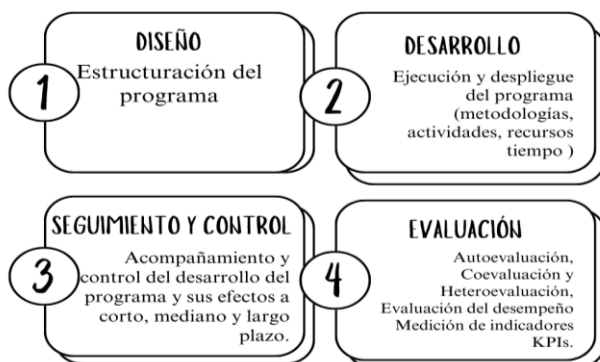 1
DISEÑO
Estructuración del
programa
2
DESARROLLO
Ejecución y despliegue
del programa
(metodologías,
actividades, recursos
tiempo )
3
SEGUIMIENTO Y CONTROL
Acompañamiento y
control del desarrollo del
programa y sus efectos a
corto, mediano y largo
plazo.
4
EVALUACIÓN
Autoevaluación,
Coevaluación y
Heteroevaluación,
Evaluación del desempeño
Medición de indicadores
KPIs.